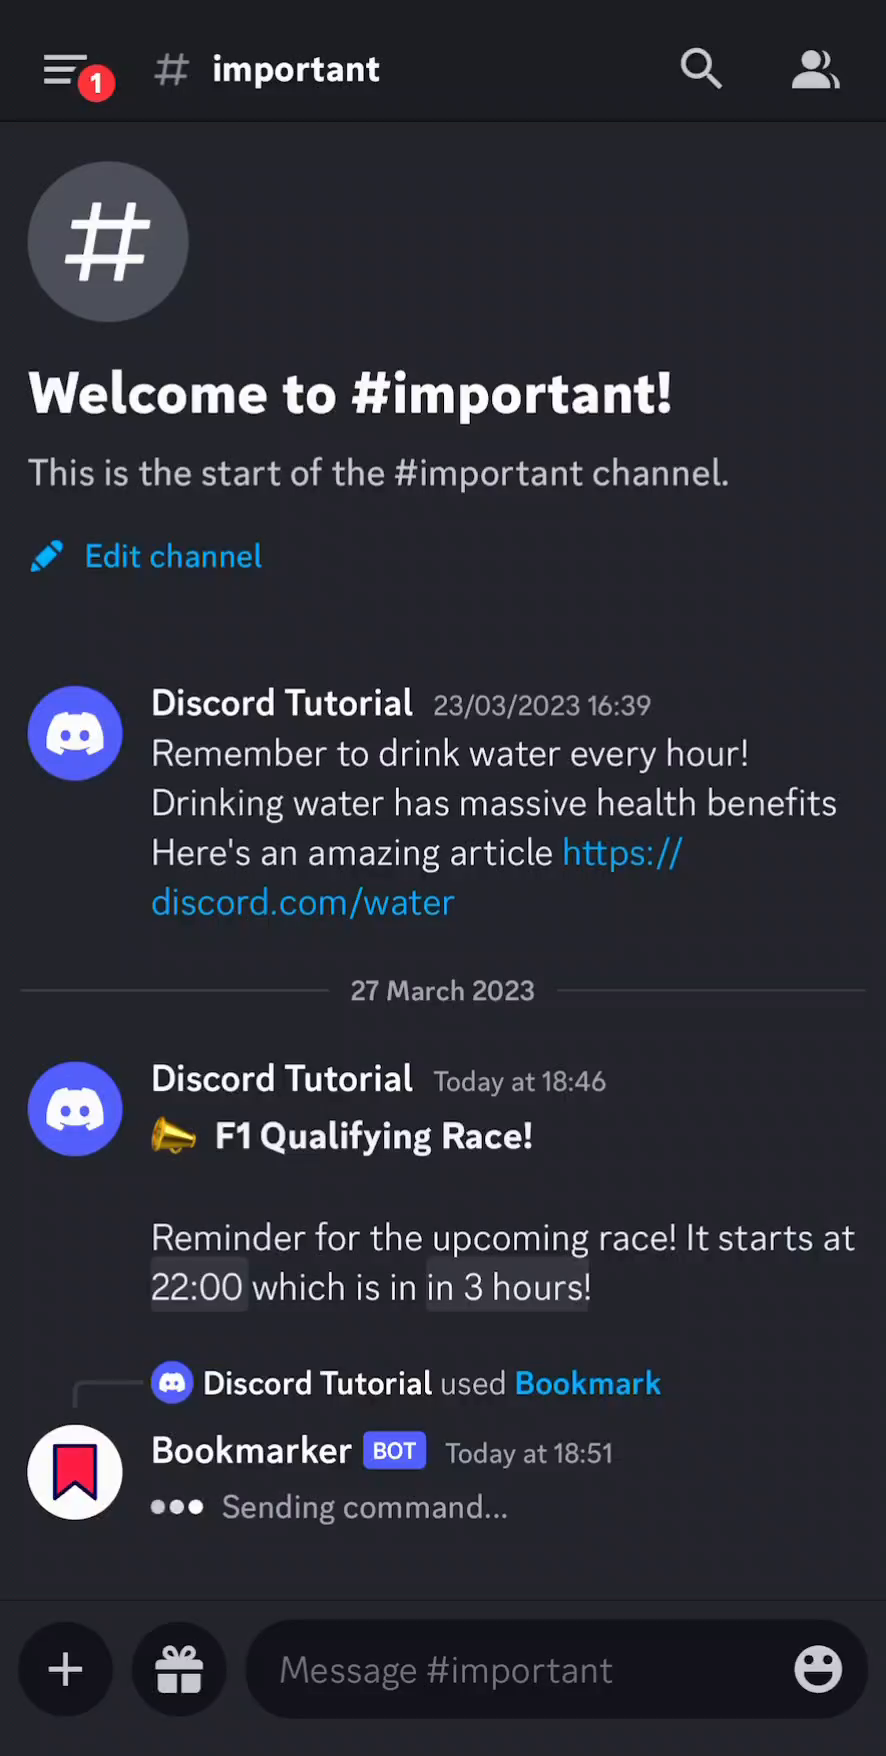 1
# important
#
Welcome to #important!
This is the start of the #important channel.
Edit channel
Discord Tutorial 23/03/2023 16:39
Remember to drink water every hour!
Drinking water has massive health benefits
Here's an amazing article https://
discord.com/water
27 March 2023
Discord Tutorial Today at 18:46
F1 Qualifying Race!
Reminder for the upcoming race! It starts at
22:00 which is in in 3 hours!
Discord Tutorial used Bookmark
Bookmarker BOT Today at 18:51
Sending command...
Message #important